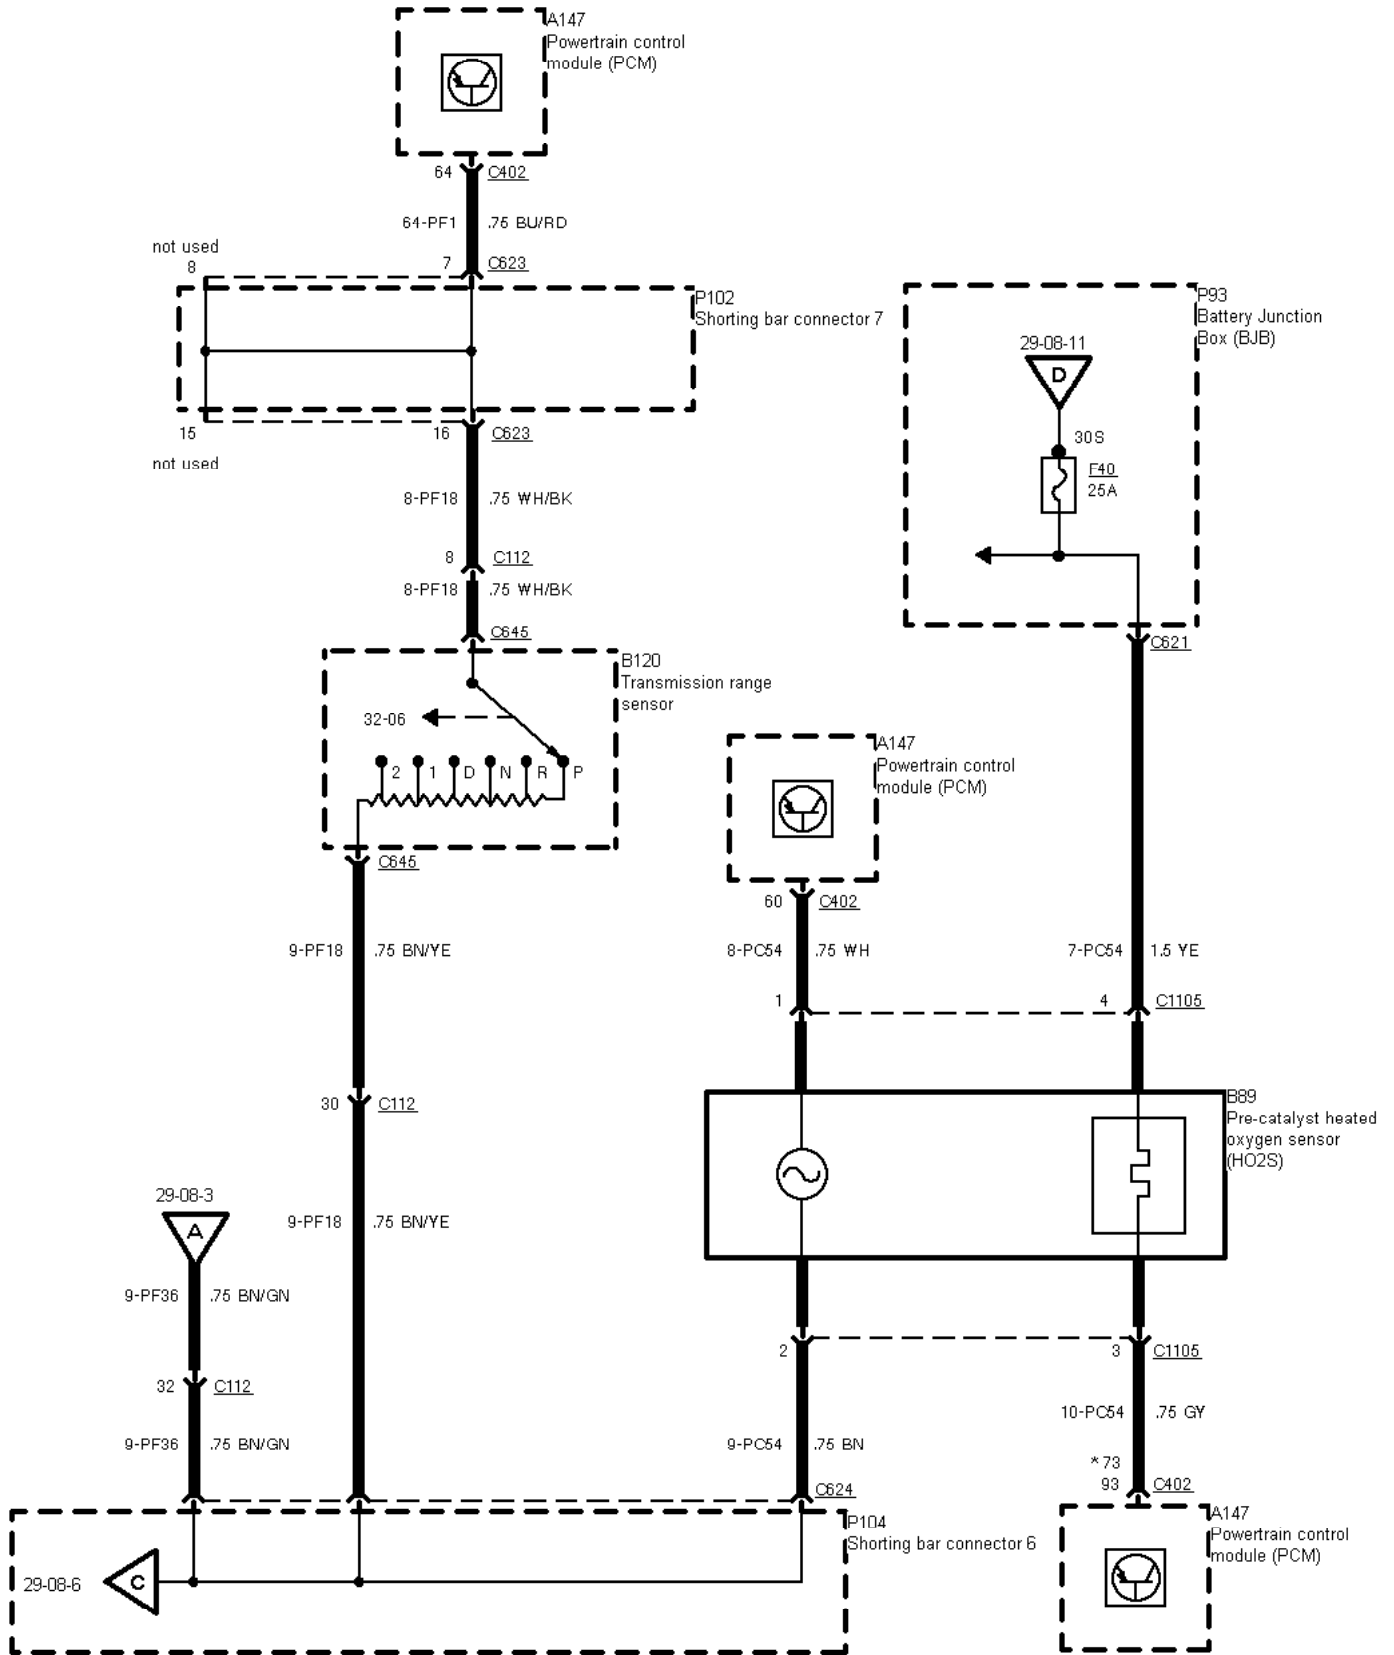 A147
Powertrain control
module (PCM)
64 C402
64-PF1 .75 BU/RD
not used
8 7 C623
P102
Shorting bar connector 7
15 16 C623
not used
8-PF18 .75 WH/BK
8 C112
8-PF18 .75 WH/BK
C645
B120
Transmission range
sensor
32-06
2 1 D N R P
C645
9-PF18 .75 BN/YE
30 C112
9-PF18 .75 BN/YE
29-08-3
A
9-PF36 .75 BN/GN
32 C112
9-PF36 .75 BN/GN
P93
Battery Junction
Box (BJB)
29-08-11
D
30S
F40
25A
C621
A147
Powertrain control
module (PCM)
60 C402
8-PC54 .75 WH
7-PC54 1.5 YE
1 4 C1105
B89
Pre-catalyst heated
oxygen sensor
(HO2S)
2 3 C1105
9-PC54 .75 BN
10-PC54 .75 GY
*73
93 C402
C624
P104
Shorting bar connector 6
29-08-6 C
A147
Powertrain control
module (PCM)